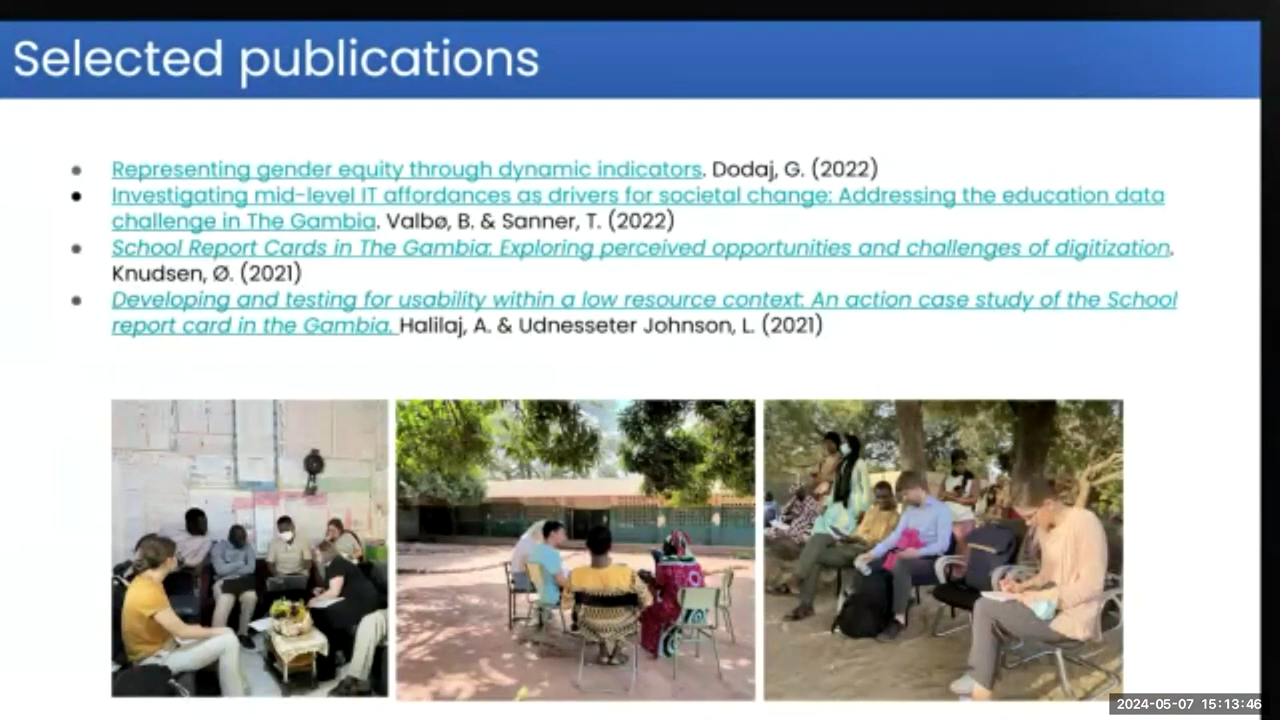 Selected publications
Representing gender equity through dynamic indicators. Dodaj, G. (2022)
Investigating mid-level IT affordances as drivers for societal change: Addressing the education data
challenge in The Gambia. Valbø, B. & Sanner, T. (2022)
School Report Cards in The Gambia: Exploring perceived opportunities and challenges of digitization.
Knudsen, Ø. (2021)
Developing and testing for usability within a low resource context: An action case study of the School
report card in the Gambia. Halilaj, A. & Udnesseter Johnson, L. (2021)
2024-05-07 15:13:46